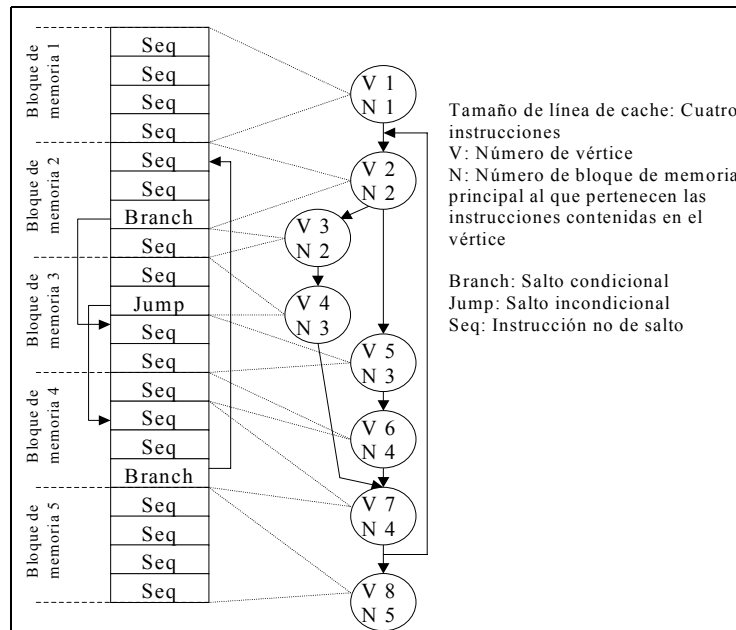 Bloque de
memoria 1
Seq
Seq
Seq
Seq
Bloque de
memoria 2
Seq
Seq
Branch
Seq
Bloque de
memoria 3
Seq
Jump
Seq
Seq
Bloque de
memoria 4
Seq
Seq
Seq
Branch
Bloque de
memoria 5
Seq
Seq
Seq
Seq
V 1
N 1
V 2
N 2
V 3
N 2
V 4
N 3
V 5
N 3
V 6
N 4
V 7
N 4
V 8
N 5
Tamaño de línea de cache: Cuatro
instrucciones
V: Número de vértice
N: Número de bloque de memoria
principal al que pertenecen las
instrucciones contenidas en el
vértice
Branch: Salto condicional
Jump: Salto incondicional
Seq: Instrucción no de salto